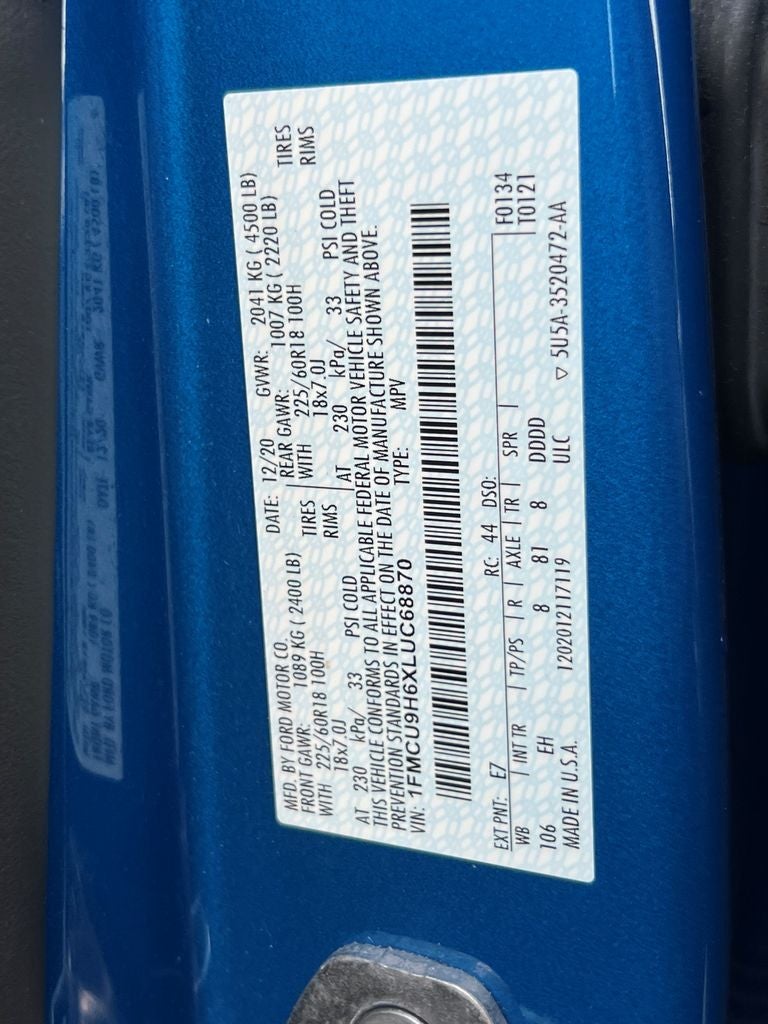 MFD. BY FORD MOTOR CO. DATE: 12/20 GVWR: 2041 KG ( 4500 LB)
FRONT GAWR: 1089 KG ( 2400 LB) REAR GAWR: 1007 KG ( 2220 LB)
WITH 225/60R18 100H TIRES WITH 225/60R18 100H TIRES
18x7.0J RIMS 18x7.0J RIMS
AT 230 kPa/ 33 PSI COLD AT 230 kPa/ 33 PSI COLD
THIS VEHICLE CONFORMS TO ALL APPLICABLE FEDERAL MOTOR VEHICLE SAFETY AND THEFT
PREVENTION STANDARDS IN EFFECT ON THE DATE OF MANUFACTURE SHOWN ABOVE.
VIN: 1FMCU9H6XLUC68870 TYPE: MPV
EXT PNT: E7 RC: 44 DSO: F0134
WB | INT TR | TP/PS | R | AXLE | TR | SPR | T0121
106 EH 8 81 8 DDDD
MADE IN U.S.A. 1202012117119 ULC ▽ 5U5A-3520472-AA